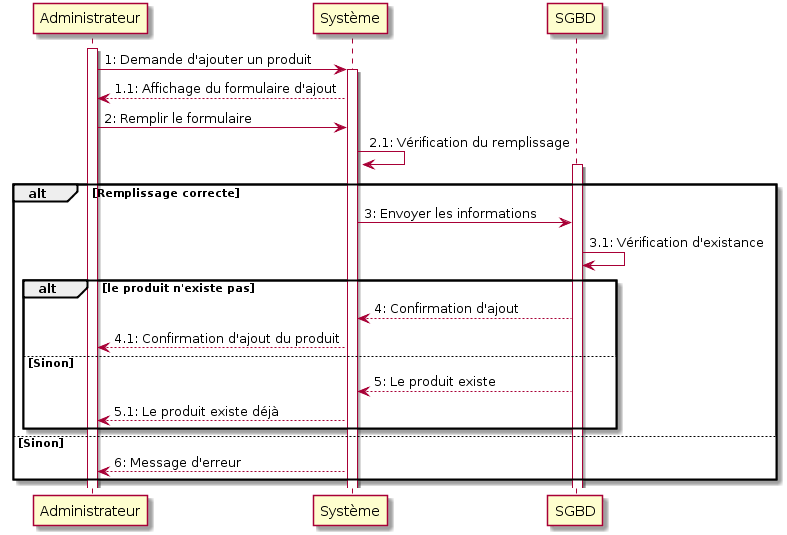 Administrateur
Système
SGBD
1: Demande d'ajouter un produit
1.1: Affichage du formulaire d'ajout
2: Remplir le formulaire
2.1: Vérification du remplissage
alt [Remplissage correcte]
3: Envoyer les informations
3.1: Vérification d'existance
alt [le produit n'existe pas]
4: Confirmation d'ajout
4.1: Confirmation d'ajout du produit
[Sinon]
5: Le produit existe
5.1: Le produit existe déjà
[Sinon]
6: Message d'erreur
Administrateur
Système
SGBD